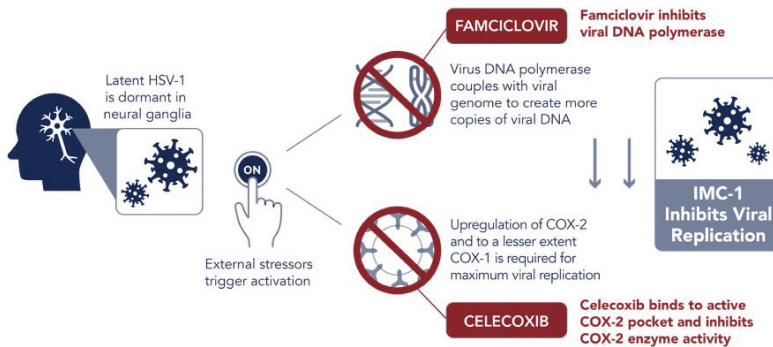 Latent HSV-1
is dormant in
neural ganglia
ON
External stressors
trigger activation
FAMCICLOVIR
Famciclovir inhibits
viral DNA polymerase
Virus DNA polymerase
couples with viral
genome to create more
copies of viral DNA
Upregulation of COX-2
and to a lesser extent
COX-1 is required for
maximum viral replication
CELECOXIB
Celecoxib binds to active
COX-2 pocket and inhibits
COX-2 enzyme activity
IMC-1
Inhibits Viral
Replication